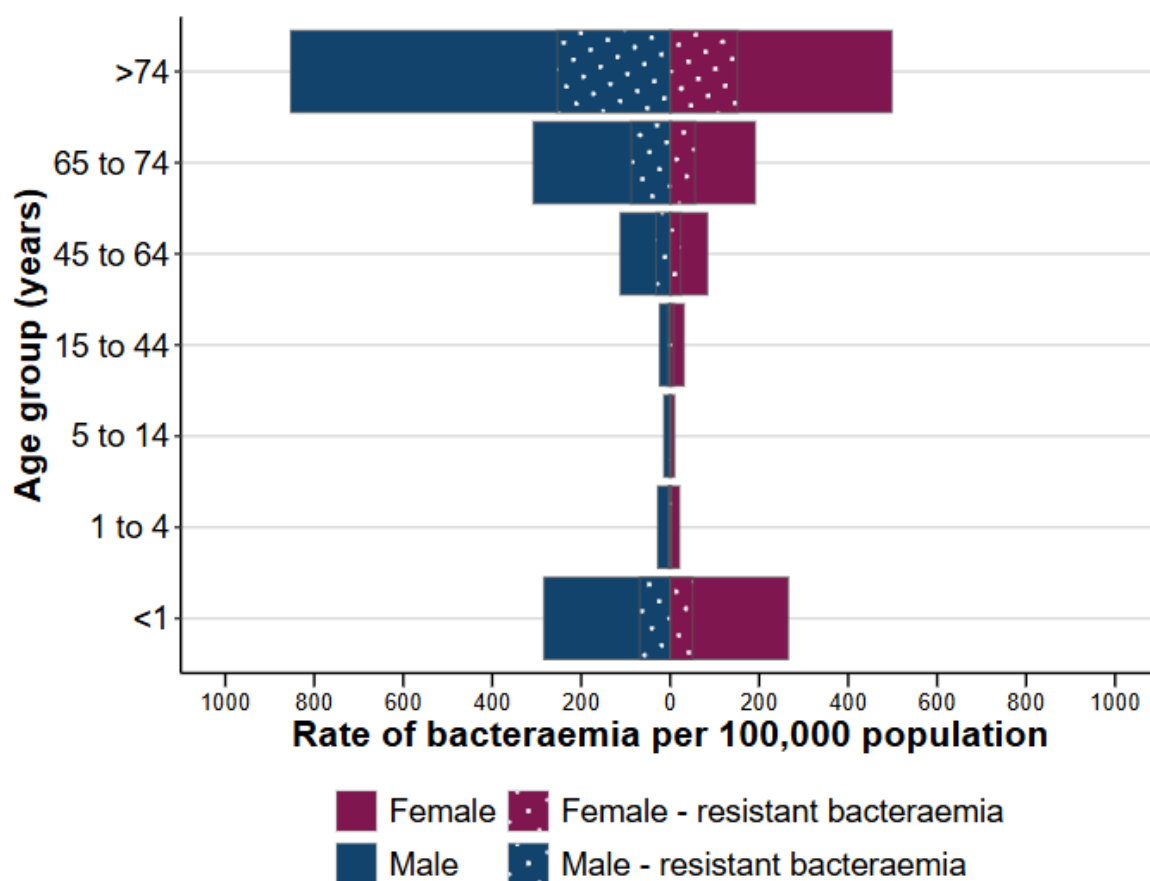 >74
65 to 74
45 to 64
15 to 44
5 to 14
1 to 4
<1
Age group (years)
1000 800 600 400 200 0 200 400 600 800 1000
Rate of bacteraemia per 100,000 population
Female Female - resistant bacteraemia
Male Male - resistant bacteraemia